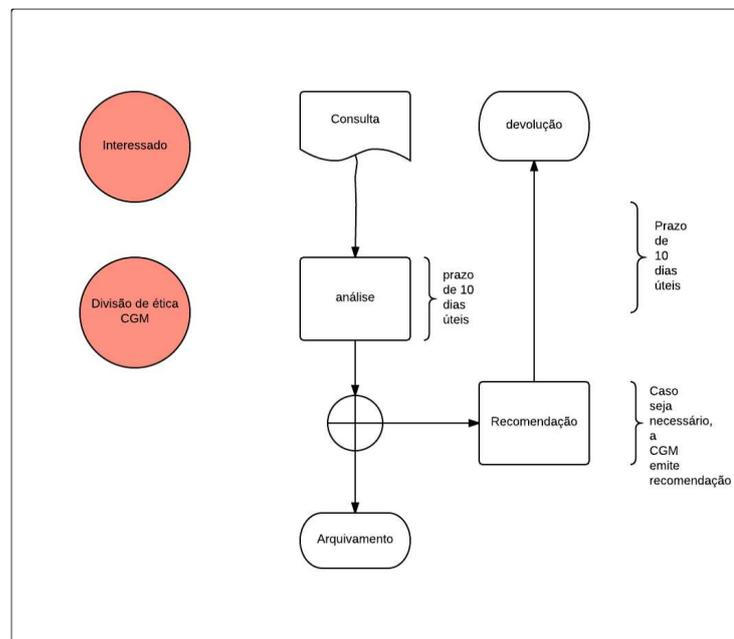 Interessado
Consulta
devolução
Prazo
de
10
dias
úteis
Divisão de ética
CGM
análise
prazo
de 10
dias
úteis
Recomendação
Caso
seja
necessário,
a
CGM
emite
recomendação
Arquivamento